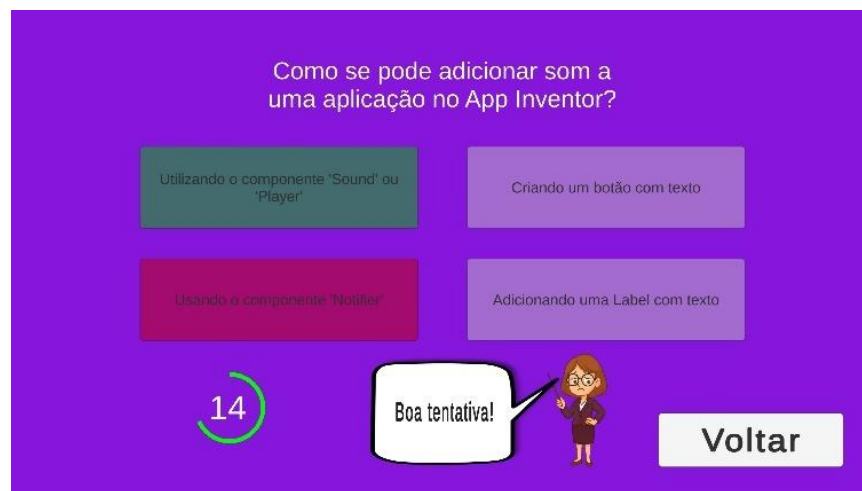 Como se pode adicionar som a
uma aplicação no App Inventor?
Utilizando o componente 'Sound' ou
'Player'
Criando um botão com texto
Usando o componente 'Notifier'
Adicionando uma Label com texto
14
Boa tentativa!
Voltar